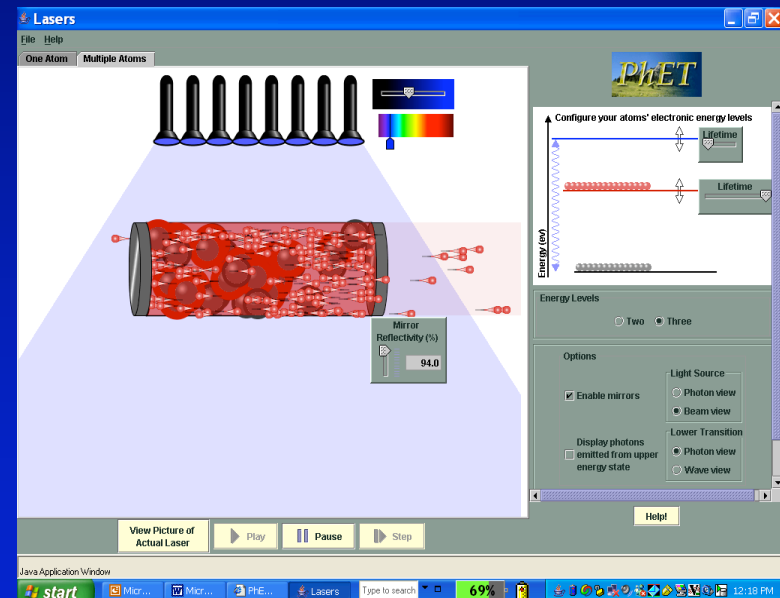 Lasers
File Help
One Atom Multiple Atoms
PhET
Configure your atoms' electronic energy levels
Lifetime
Lifetime
Energy (ev)
Energy Levels
Two Three
Mirror
Reflectivity (%)
94.0
Options
Enable mirrors
Display photons
emitted from upper
energy state
Light Source
Photon view
Beam view
Lower Transition
Photon view
Wave view
Help!
View Picture of
Actual Laser
Play
Pause
Step
Java Application Window
start Micr... Micr... PhE... Lasers Type to search 69% 12:18 PM